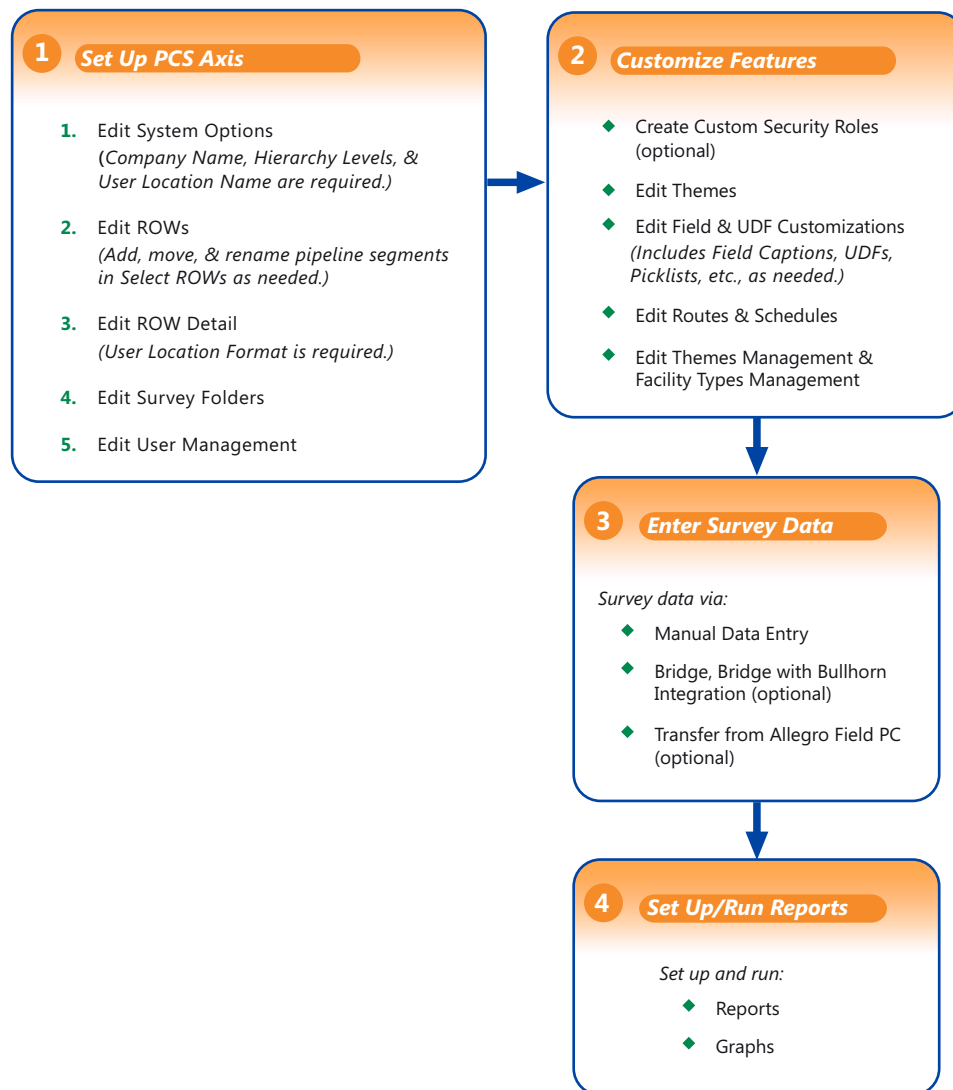 1 Set Up PCS Axis
1. Edit System Options
(Company Name, Hierarchy Levels, &
User Location Name are required.)
2. Edit ROWs
(Add, move, & rename pipeline segments
in Select ROWs as needed.)
3. Edit ROW Detail
(User Location Format is required.)
4. Edit Survey Folders
5. Edit User Management
2 Customize Features
◆ Create Custom Security Roles
(optional)
◆ Edit Themes
◆ Edit Field & UDF Customizations
(Includes Field Captions, UDFs,
Picklists, etc., as needed.)
◆ Edit Routes & Schedules
◆ Edit Themes Management &
Facility Types Management
3 Enter Survey Data
Survey data via:
◆ Manual Data Entry
◆ Bridge, Bridge with Bullhorn
Integration (optional)
◆ Transfer from Allegro Field PC
(optional)
4 Set Up/Run Reports
Set up and run:
◆ Reports
◆ Graphs